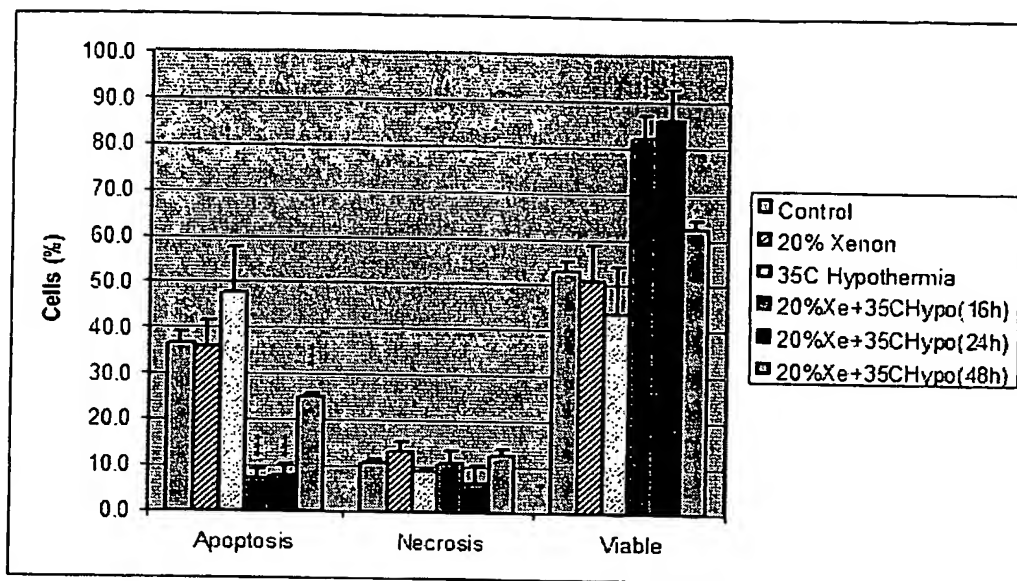 100.0
90.0
80.0
70.0
60.0
50.0
40.0
30.0
20.0
10.0
0.0
Cells (%)
Apoptosis
Necrosis
Viable
Control
20% Xenon
35C Hypothermia
20%Xe+35CHypo(16h)
20%Xe+35CHypo(24h)
20%Xe+35CHypo(48h)